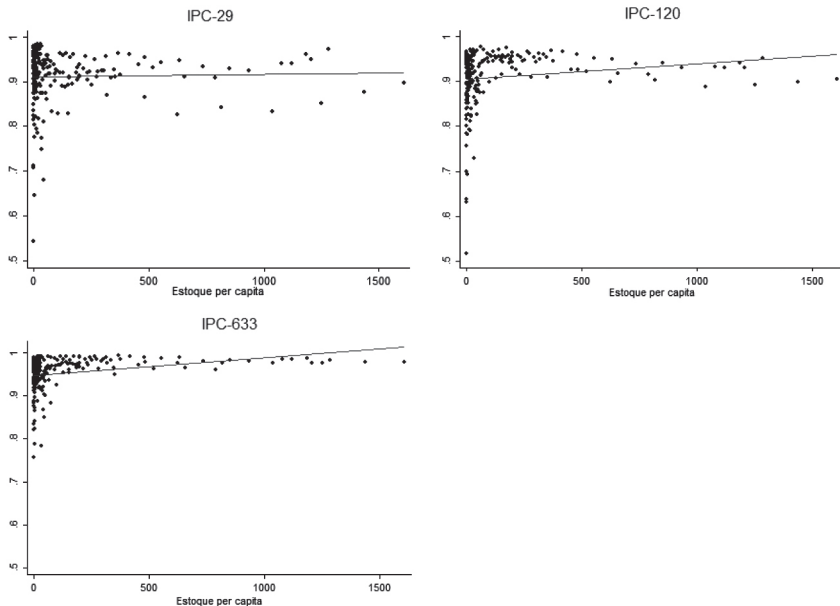 IPC-29
1
.9
.8
.7
.6
.5
0 500 1000 1500
Estoque per capita
IPC-120
1
.9
.8
.7
.6
.5
0 500 1000 1500
Estoque per capita
IPC-633
1
.9
.8
.7
.6
.5
0 500 1000 1500
Estoque per capita